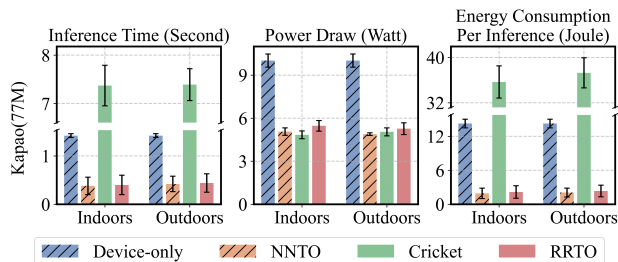 Energy Consumption
Inference Time (Second) Power Draw (Watt) Per Inference (Joule)
Kapao(77M)
8
7
1
0
Indoors Outdoors
9
6
3
0
Indoors Outdoors
40
32
12
6
0
Indoors Outdoors
Device-only NNTO Cricket RRTO